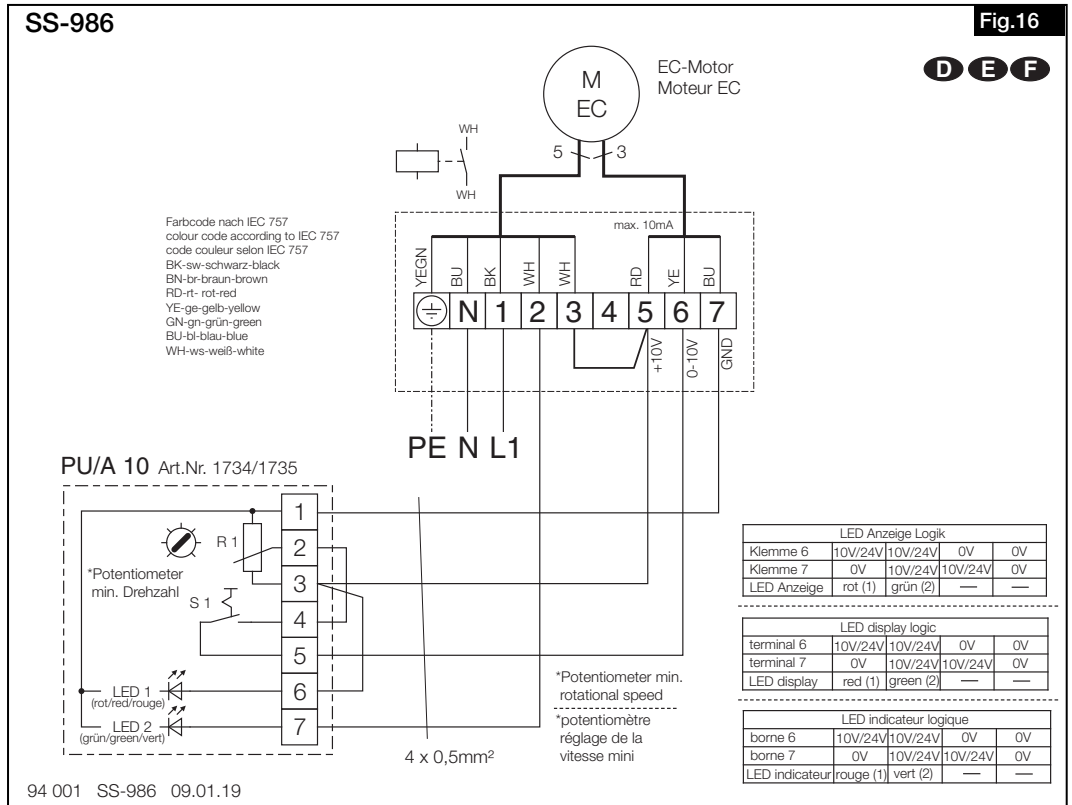 SS-986
Fig.16
D E F
M
EC
EC-Motor
Moteur EC
5
3
WH
WH
Farbcode nach IEC 757
colour code according to IEC 757
code couleur selon IEC 757
BK-sw-schwarz-black
BN-br-braun-brown
RD-rt- rot-red
YE-ge-gelb-yellow
GN-gn-grün-green
BU-bl-blau-blue
WH-ws-weiß-white
max. 10mA
YEGN BU BK WH WH RD YE BU
N 1 2 3 4 5 6 7
+10V 0-10V GND
PE N L1
PU/A 10 Art.Nr. 1734/1735
1
R 1
2
*Potentiometer
min. Drehzahl
3
S 1
4
5
LED 1
(rot/red/rouge)
6
LED 2
(grün/green/vert)
7
4 x 0,5mm²
*Potentiometer min.
rotational speed
*potentiomètre
réglage de la
vitesse mini
LED Anzeige Logik
Klemme 6 10V/24V 10V/24V 0V 0V
Klemme 7 0V 10V/24V 10V/24V 0V
LED Anzeige rot (1) grün (2) — —
LED display logic
terminal 6 10V/24V 10V/24V 0V 0V
terminal 7 0V 10V/24V 10V/24V 0V
LED display red (1) green (2) — —
LED indicateur logique
borne 6 10V/24V 10V/24V 0V 0V
borne 7 0V 10V/24V 10V/24V 0V
LED indicateur rouge (1) vert (2) — —
94 001 SS-986 09.01.19